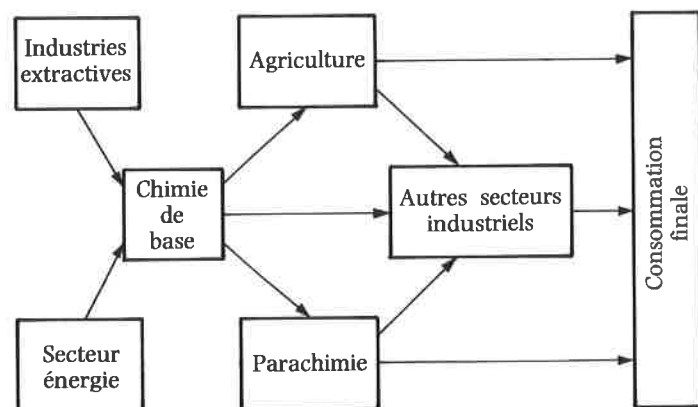 Industries
extractives
Agriculture
Chimie
de
base
Autres secteurs
industriels
Secteur
énergie
Parachimie
Consommation
finale